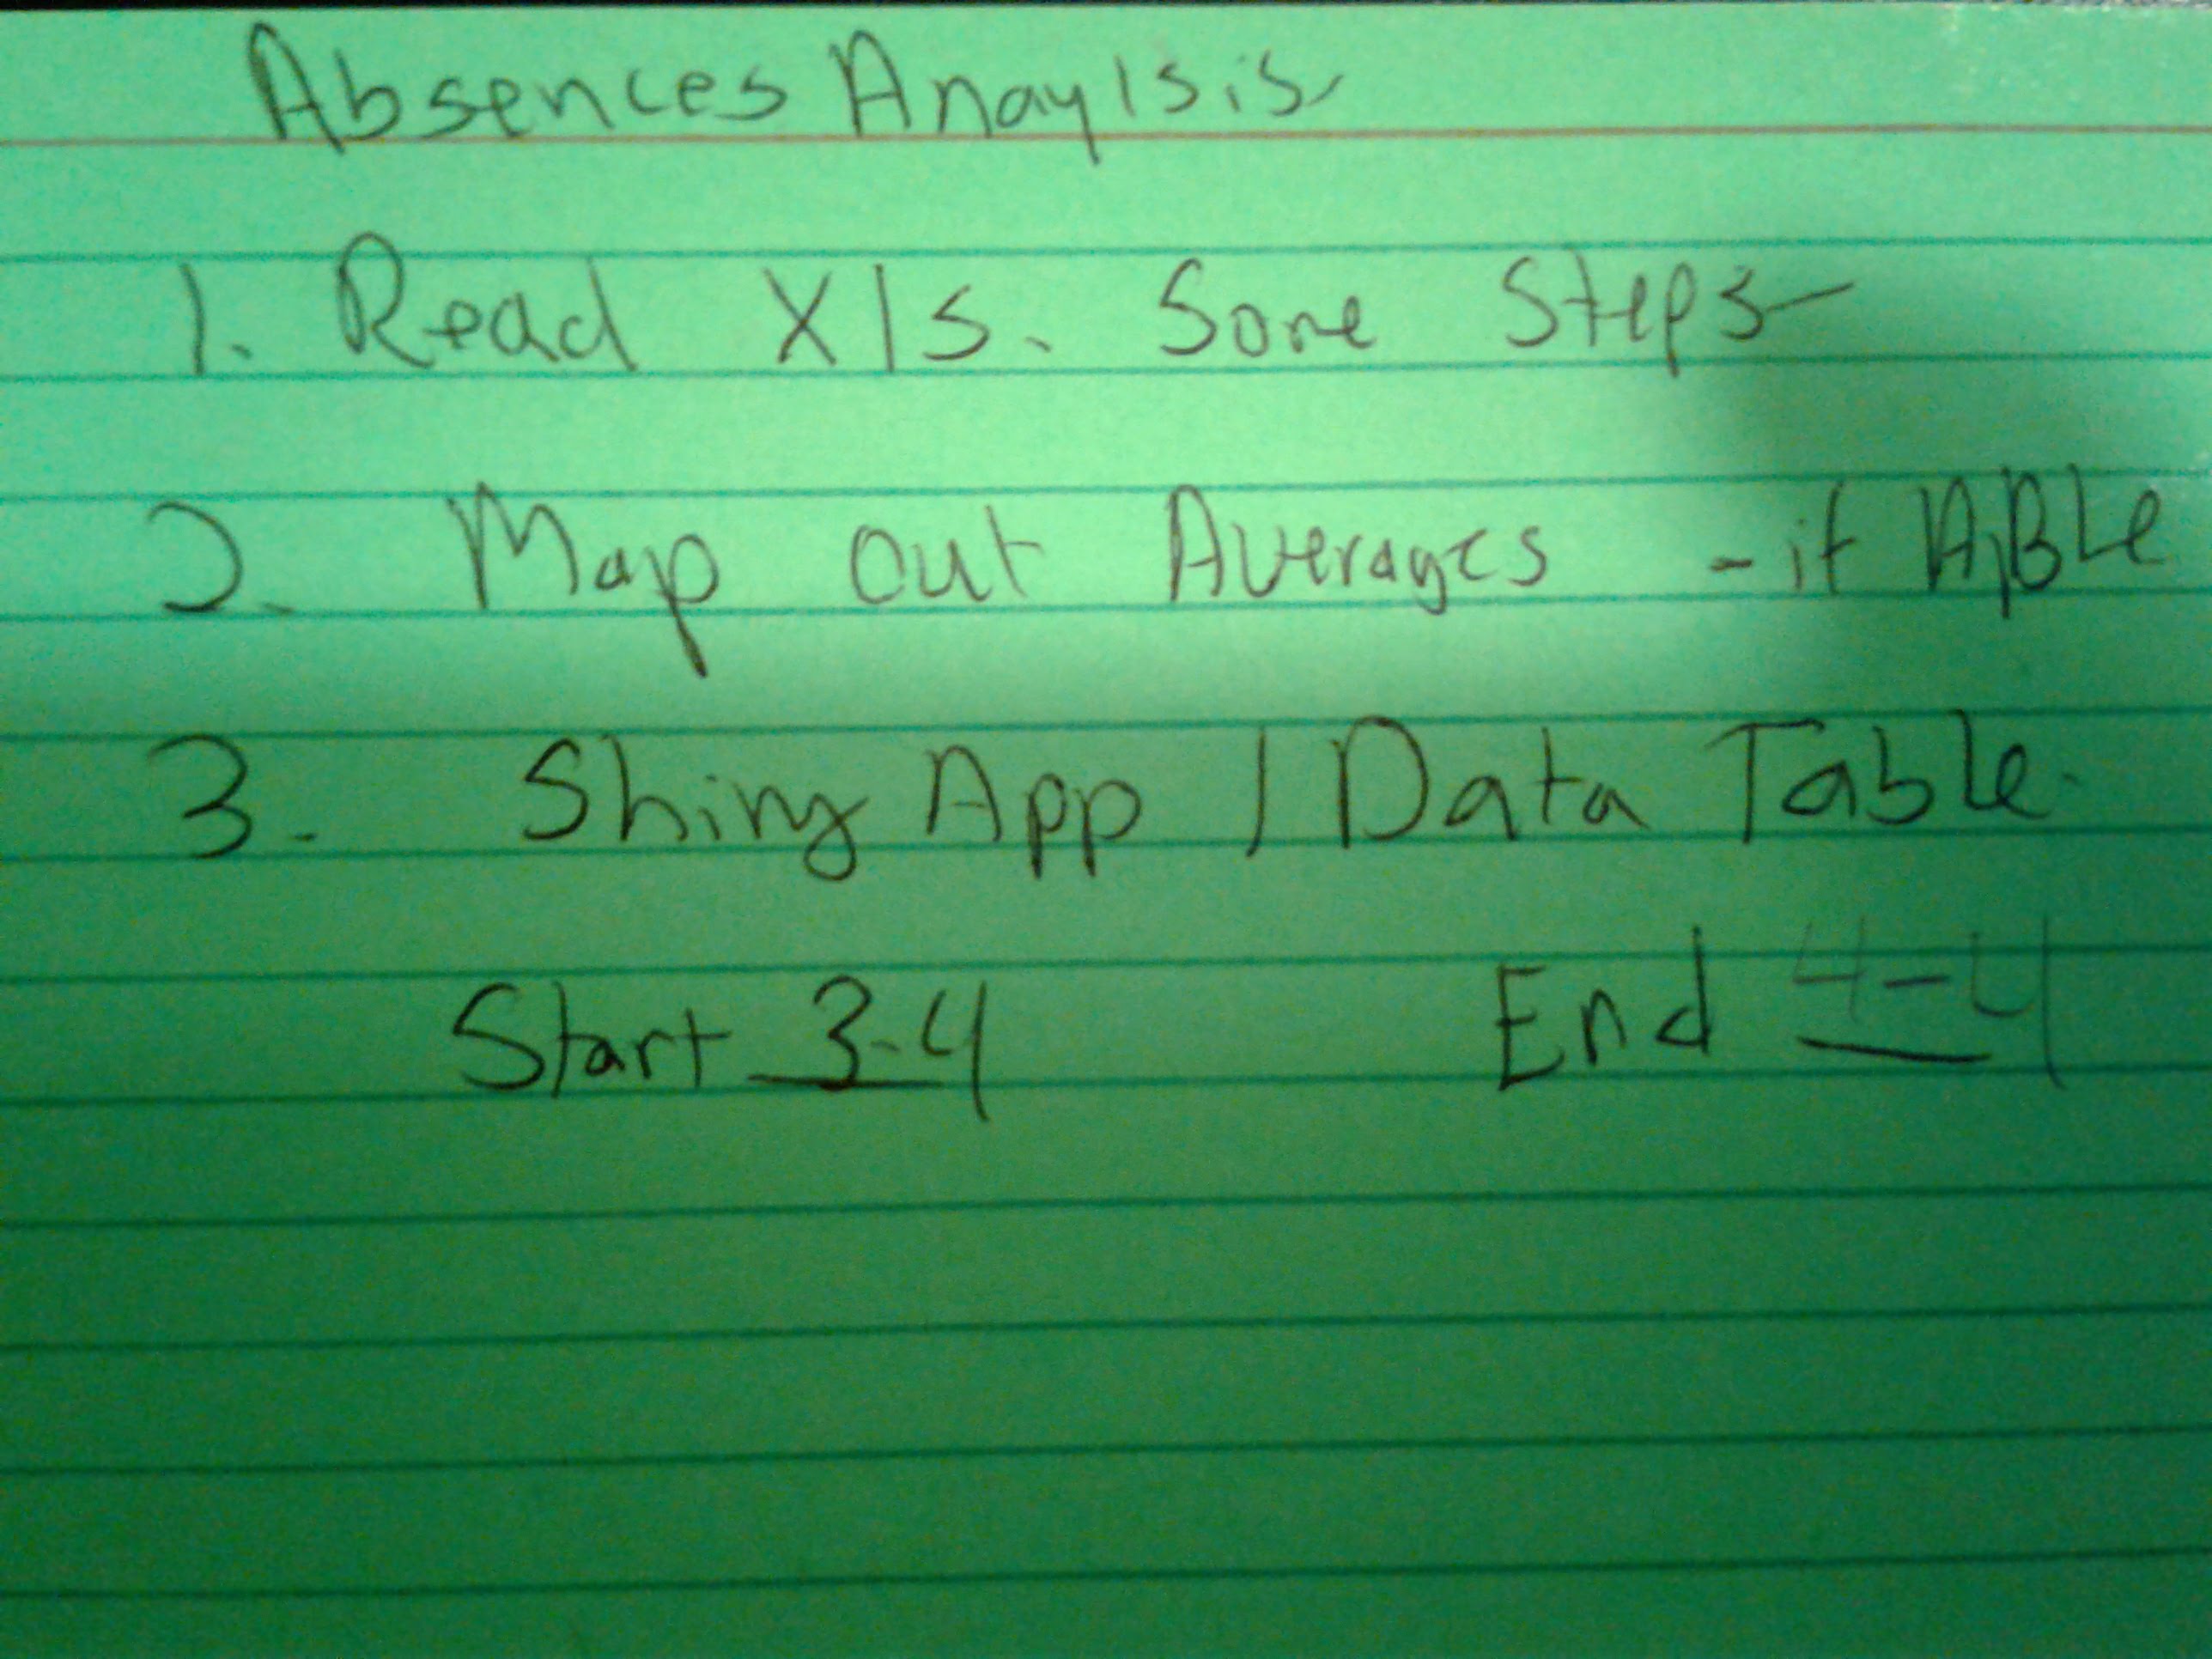 Absences Anaylsis
1. Read Xls. Some Steps
2. Map out Averages - if ABle
3. Shiny App | Data Table.
Start 3-4 End 4-4